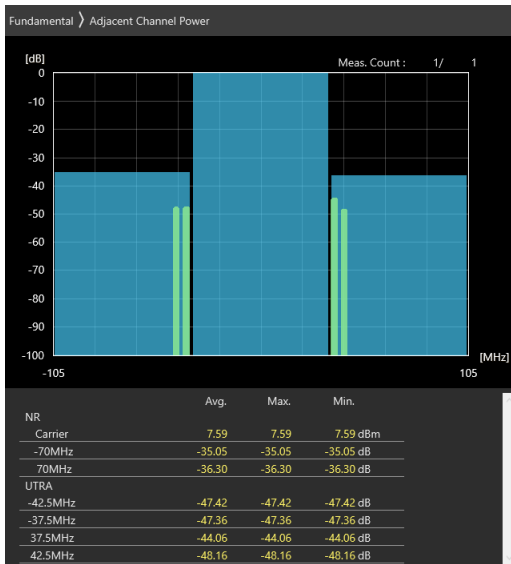 Fundamental 〉 Adjacent Channel Power
[dB]
Meas. Count : 1/ 1
0
-10
-20
-30
-40
-50
-60
-70
-80
-90
-100
[MHz]
-105 105
Avg. Max. Min.
NR
Carrier 7.59 7.59 7.59 dBm
-70MHz -35.05 -35.05 -35.05 dB
70MHz -36.30 -36.30 -36.30 dB
UTRA
-42.5MHz -47.42 -47.42 -47.42 dB
-37.5MHz -47.36 -47.36 -47.36 dB
37.5MHz -44.06 -44.06 -44.06 dB
42.5MHz -48.16 -48.16 -48.16 dB